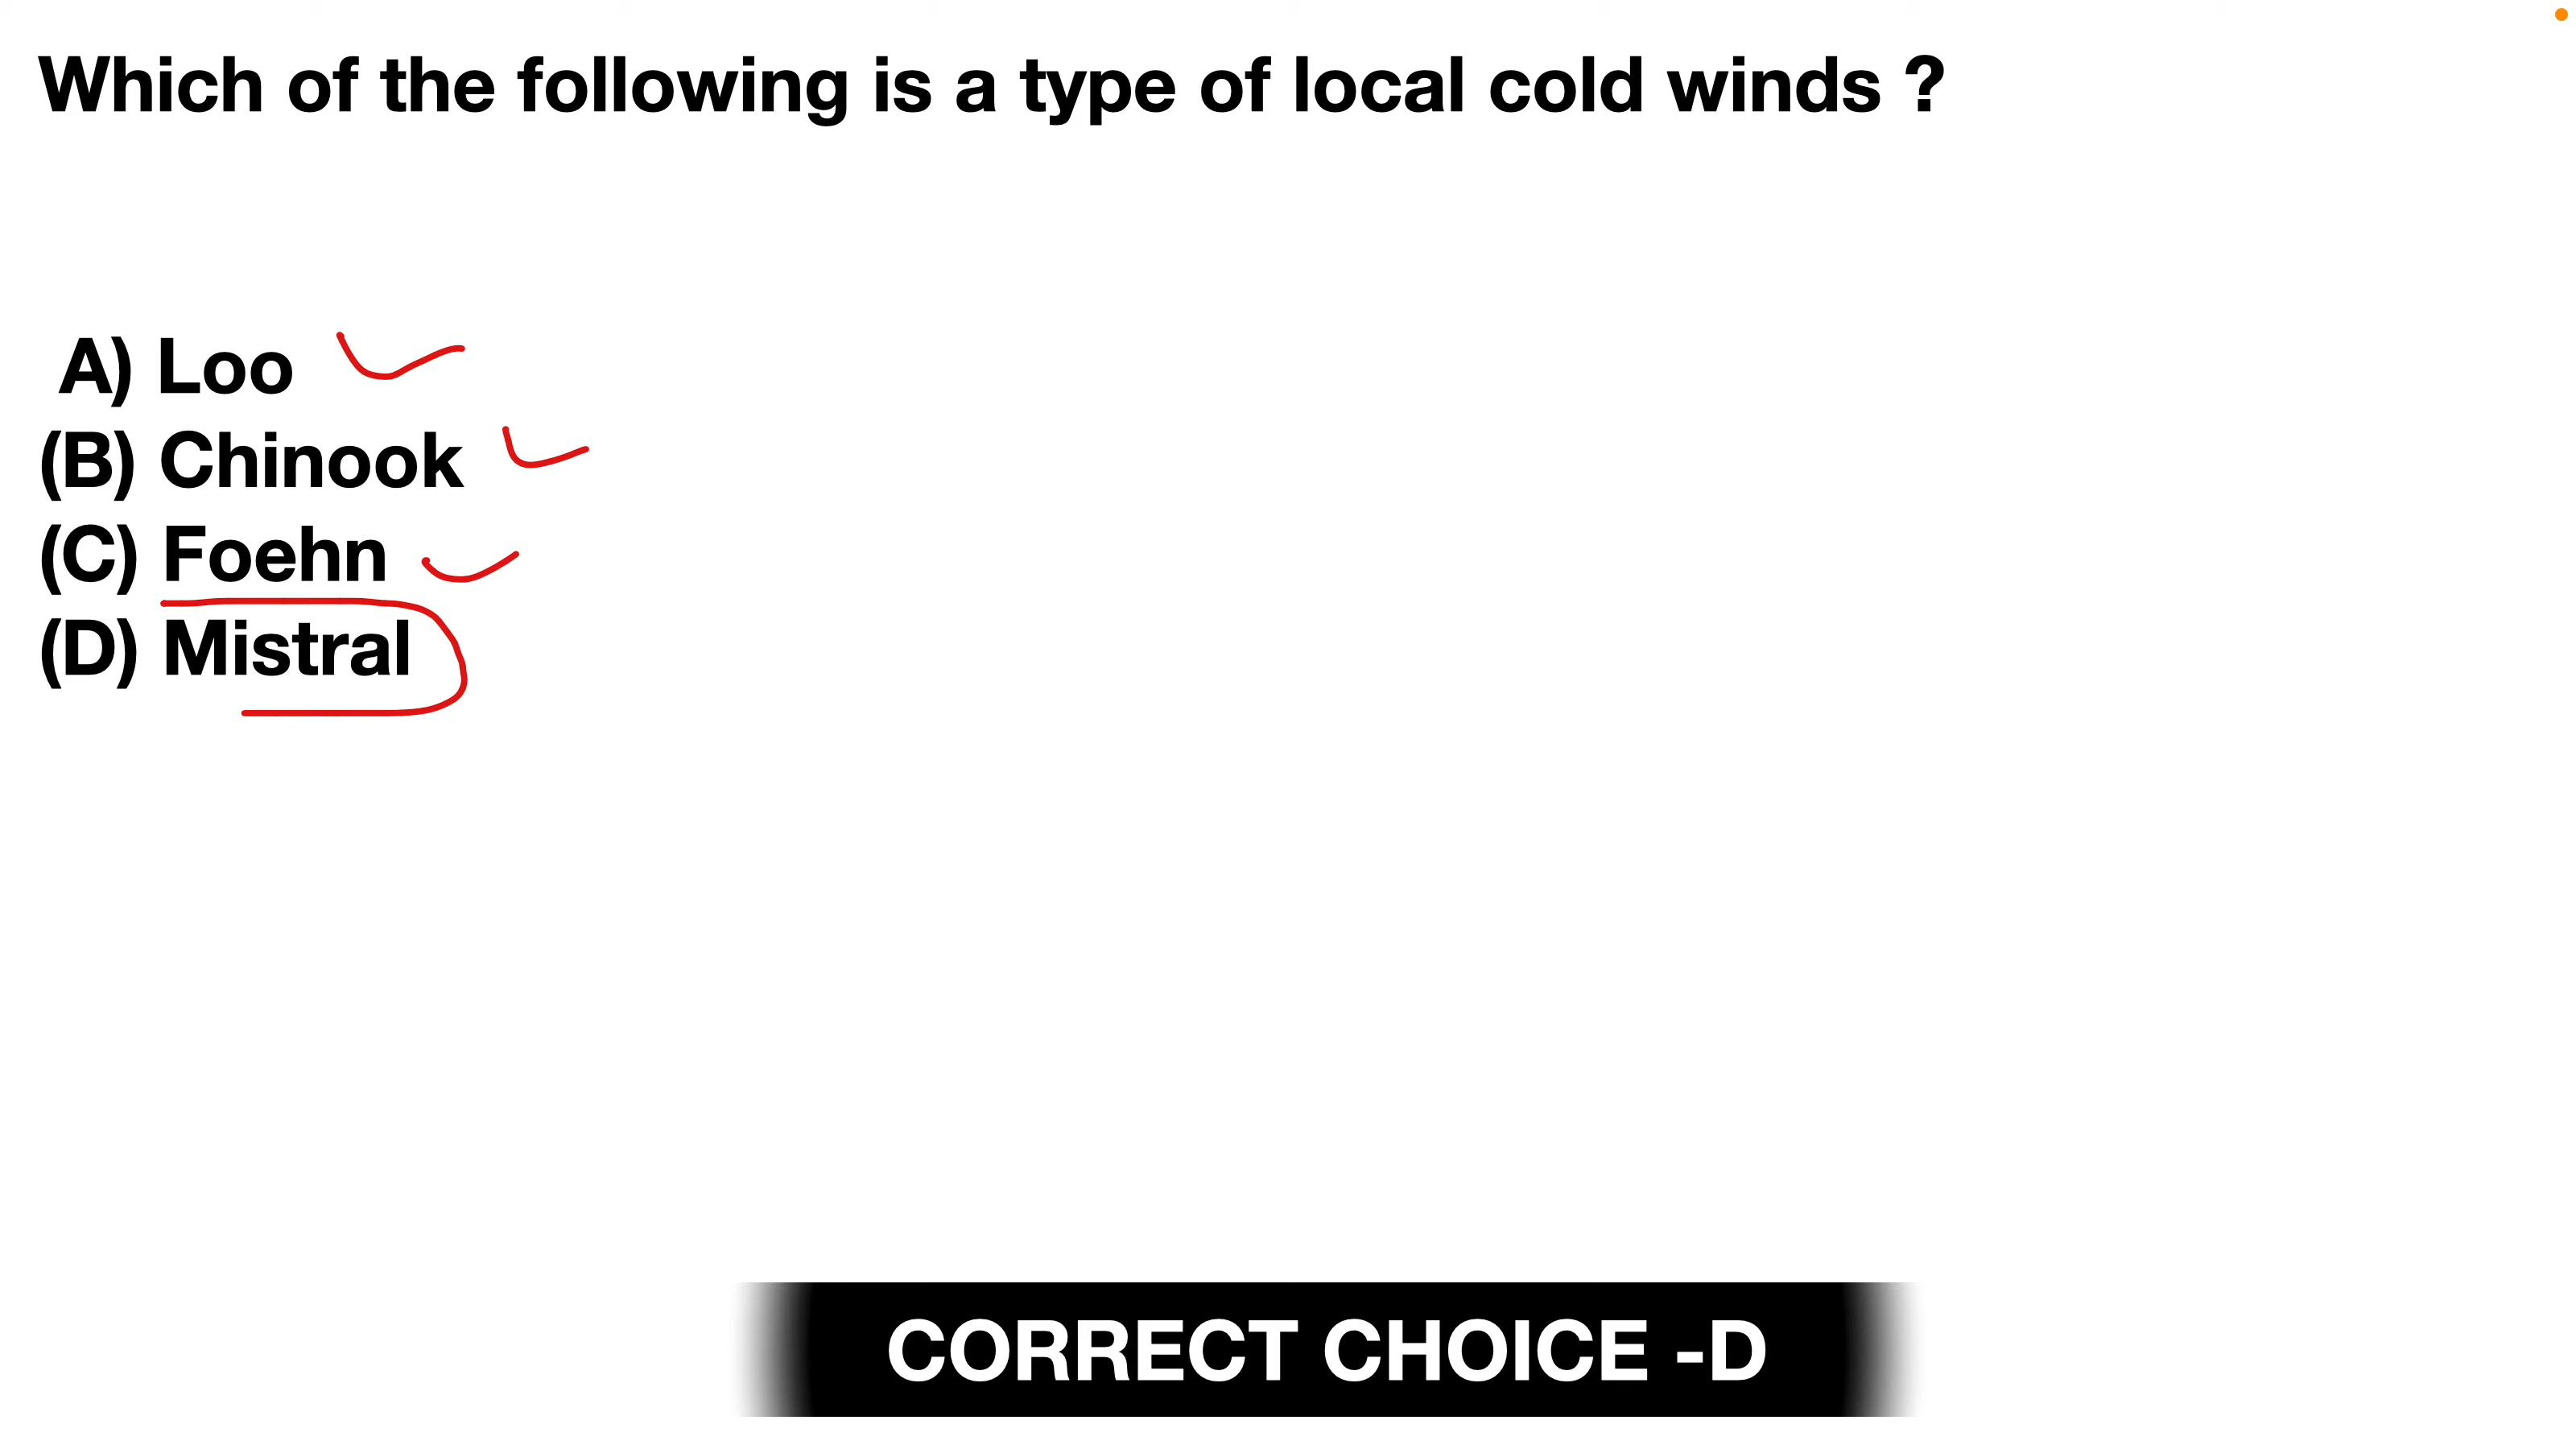 Which of the following is a type of local cold winds ?
A) Loo
(B) Chinook
(C) Foehn
(D) Mistral
CORRECT CHOICE -D